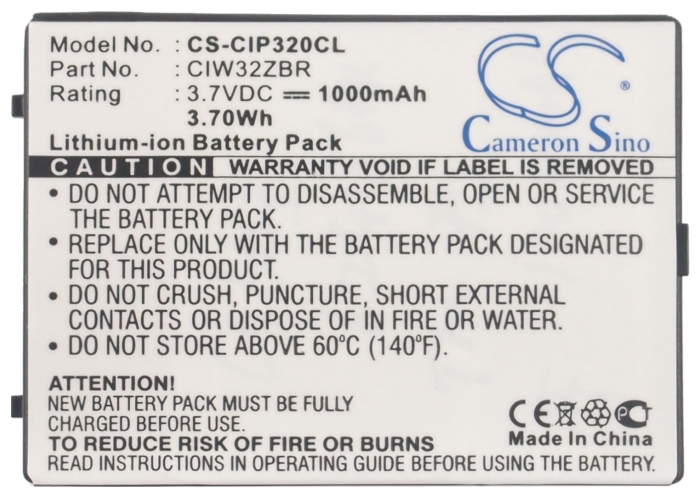 Model No. : CS-CIP320CL
Part No. : CIW32ZBR
Rating : 3.7VDC 1000mAh
3.70Wh
Lithium-ion Battery Pack
CS
®
Cameron Sino
CAUTION WARRANTY VOID IF LABEL IS REMOVED
• DO NOT ATTEMPT TO DISASSEMBLE, OPEN OR SERVICE
THE BATTERY PACK.
• REPLACE ONLY WITH THE BATTERY PACK DESIGNATED
FOR THIS PRODUCT.
• DO NOT CRUSH, PUNCTURE, SHORT EXTERNAL
CONTACTS OR DISPOSE OF IN FIRE OR WATER.
• DO NOT STORE ABOVE 60°C (140°F).
ATTENTION!
NEW BATTERY PACK MUST BE FULLY
CHARGED BEFORE USE.
TO REDUCE RISK OF FIRE OR BURNS
READ INSTRUCTIONS IN OPERATING GUIDE BEFORE USING THE BATTERY.
CE PCT
Made In China